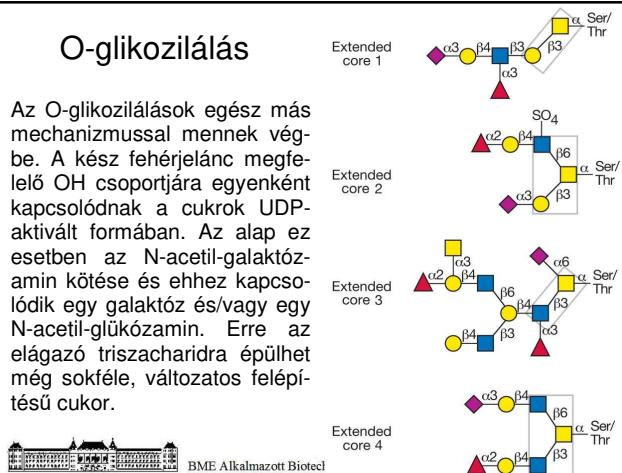 O-glikozilálás
Az O-glikozilálások egész más
mechanizmussal mennek vég-
be. A kész fehérjelánc megfe-
lelő OH csoportjára egyenként
kapcsolódnak a cukrok UDP-
aktivált formában. Az alap ez
esetben az N-acetil-galaktóz-
amin kötése és ehhez kapcso-
lódik egy galaktóz és/vagy egy
N-acetil-glükózamin. Erre az
elágazó triszacharidra épülhet
még sokféle, változatos felépí-
tésű cukor.
BME Alkalmazott Biotech
Extended
core 1
α3 β4 β3 β3 α Ser/
Thr
α3
Extended
core 2
SO4
α2 β4
β6
α Ser/
Thr
α3 β3
Extended
core 3
α3 α6
α2 β4 α Ser/
Thr
β6 β4 β3
β4 β3 α3
Extended
core 4
α3 β4
β6
α Ser/
Thr
α2 β4 β3